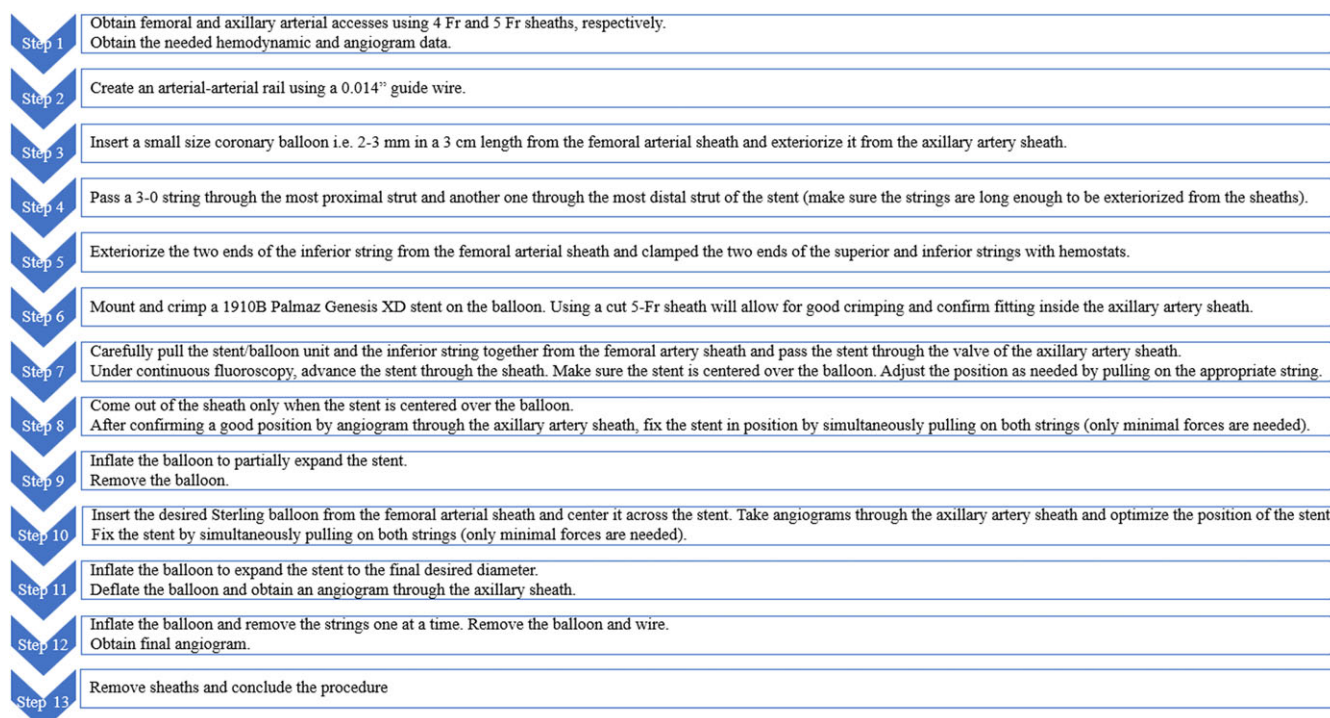 Step 1
Obtain femoral and axillary arterial accesses using 4 Fr and 5 Fr sheaths, respectively.
Obtain the needed hemodynamic and angiogram data.
Step 2
Create an arterial-arterial rail using a 0.014” guide wire.
Step 3
Insert a small size coronary balloon i.e. 2-3 mm in a 3 cm length from the femoral arterial sheath and exteriorize it from the axillary artery sheath.
Step 4
Pass a 3-0 string through the most proximal strut and another one through the most distal strut of the stent (make sure the strings are long enough to be exteriorized from the sheaths).
Step 5
Exteriorize the two ends of the inferior string from the femoral arterial sheath and clamped the two ends of the superior and inferior strings with hemostats.
Step 6
Mount and crimp a 1910B Palmaz Genesis XD stent on the balloon. Using a cut 5-Fr sheath will allow for good crimping and confirm fitting inside the axillary artery sheath.
Step 7
Carefully pull the stent/balloon unit and the inferior string together from the femoral artery sheath and pass the stent through the valve of the axillary artery sheath.
Under continuous fluoroscopy, advance the stent through the sheath. Make sure the stent is centered over the balloon. Adjust the position as needed by pulling on the appropriate string.
Step 8
Come out of the sheath only when the stent is centered over the balloon.
After confirming a good position by angiogram through the axillary artery sheath, fix the stent in position by simultaneously pulling on both strings (only minimal forces are needed).
Step 9
Inflate the balloon to partially expand the stent.
Remove the balloon.
Step 10
Insert the desired Sterling balloon from the femoral arterial sheath and center it across the stent. Take angiograms through the axillary artery sheath and optimize the position of the stent
Fix the stent by simultaneously pulling on both strings (only minimal forces are needed).
Step 11
Inflate the balloon to expand the stent to the final desired diameter.
Deflate the balloon and obtain an angiogram through the axillary sheath.
Step 12
Inflate the balloon and remove the strings one at a time. Remove the balloon and wire.
Obtain final angiogram.
Step 13
Remove sheaths and conclude the procedure